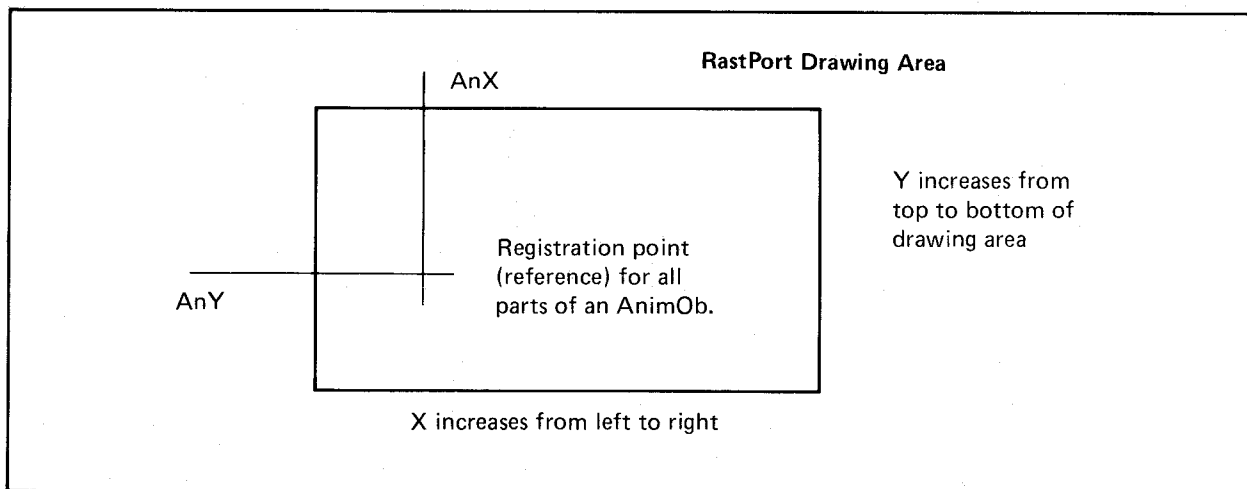 RastPort Drawing Area
AnX
Y increases from
top to bottom of
drawing area
Registration point
(reference) for all
parts of an AnimOb.
AnY
X increases from left to right